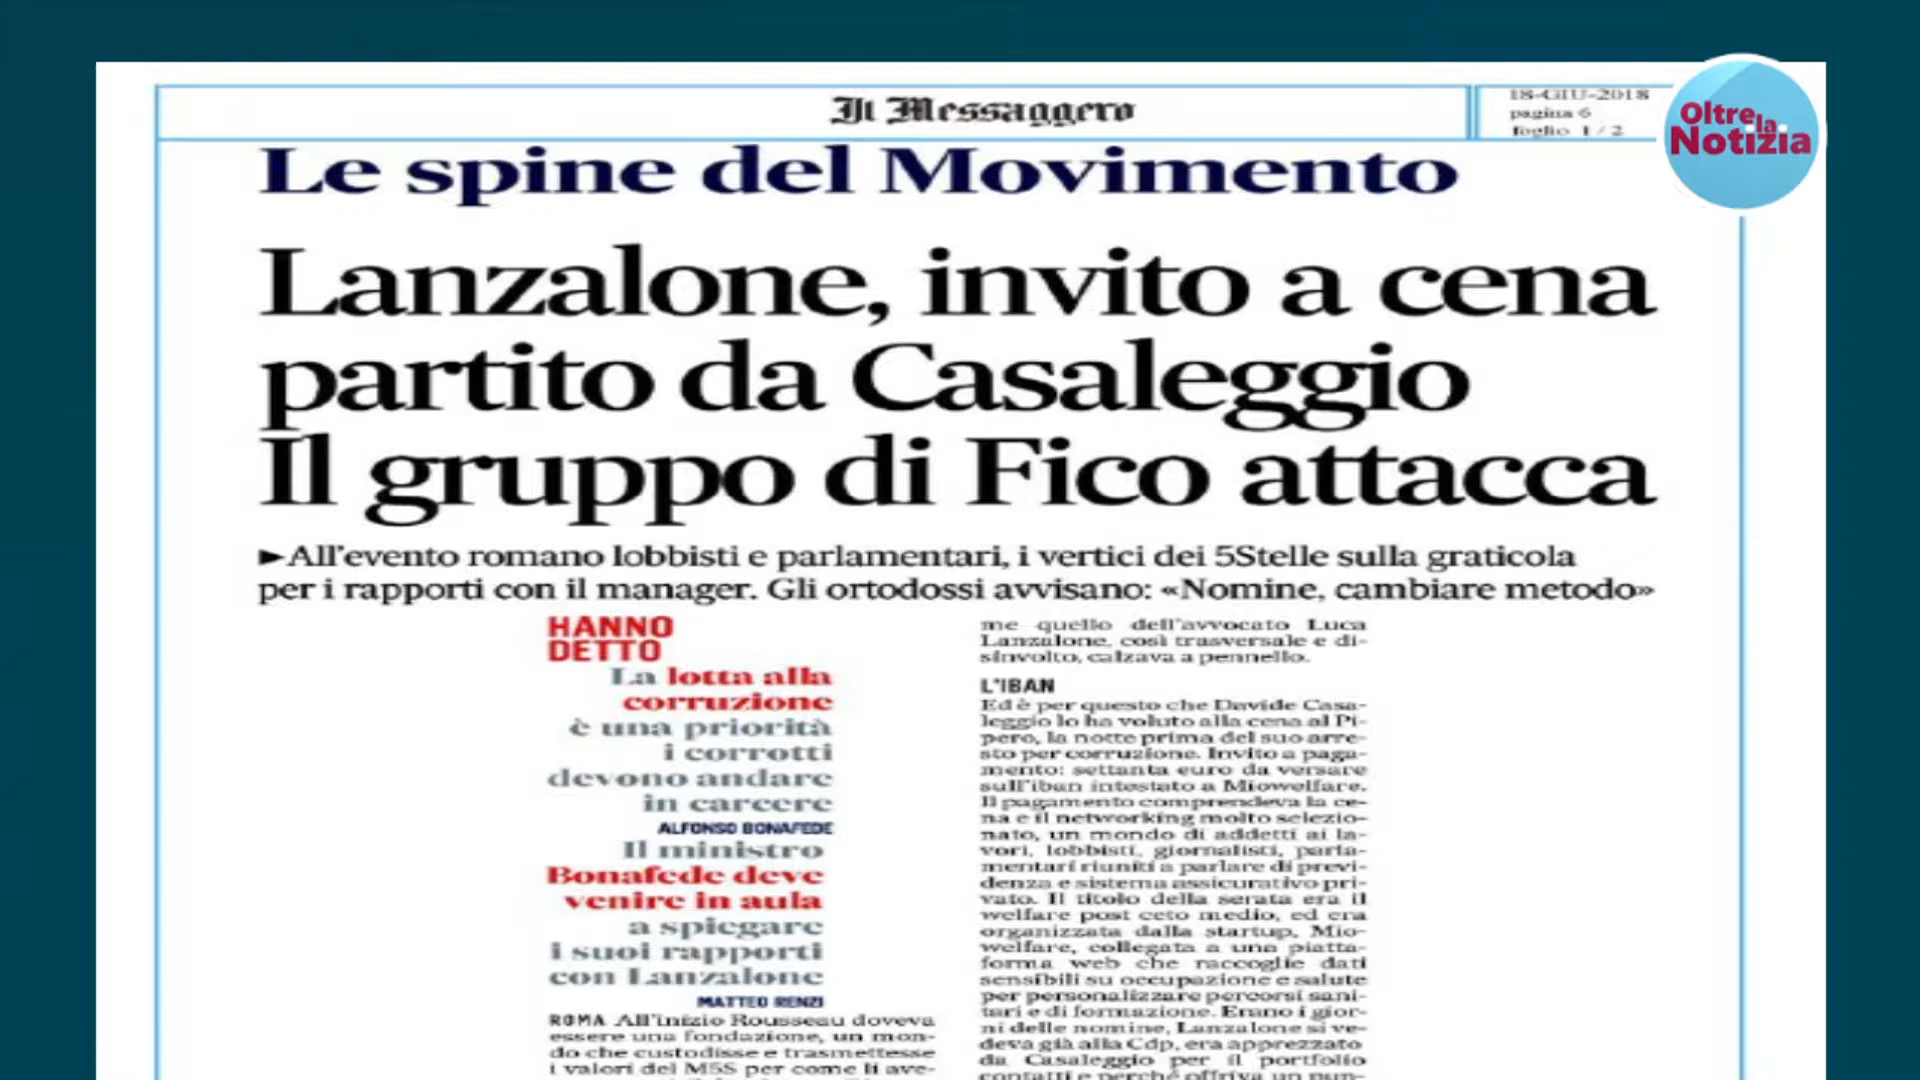 Il Messaggero
18-GIU-2018
pagina 6
foglio 1 / 2
Oltre la
Notizia
Le spine del Movimento
Lanzalone, invito a cena
partito da Casaleggio
Il gruppo di Fico attacca
►All'evento romano lobbisti e parlamentari, i vertici dei 5Stelle sulla graticola
per i rapporti con il manager. Gli ortodossi avvisano: «Nomine, cambiare metodo»
HANNO
DETTO
La lotta alla
corruzione
è una priorità
i corrotti
devono andare
in carcere
ALFONSO BONAFEDE
Il ministro
Bonafede deve
venire in aula
a spiegare
i suoi rapporti
con Lanzalone
MATTEO RENZI
ROMA All'inizio Rousseau doveva
essere una fondazione, un mon-
do che custodisse e trasmettesse
i valori del M5S per come li ave-
me quello dell'avvocato Luca
Lanzalone, così trasversale e di-
sinvolto, calzava a pennello.
L'IBAN
Ed è per questo che Davide Casa-
leggio lo ha voluto alla cena al Pi-
pero, la notte prima del suo arre-
sto per corruzione. Invito a paga-
mento: settanta euro da versare
sull'iban intestato a Miowelfare.
Il pagamento comprendeva la ce-
na e il networking molto selezio-
nato, un mondo di addetti ai la-
vori, lobbisti, giornalisti, parla-
mentari riuniti a parlare di previ-
denza e sistema assicurativo pri-
vato. Il titolo della serata era il
welfare post ceto medio, ed era
organizzata dalla startup, Mio-
welfare, collegata a una piatta-
forma web che raccoglie dati
sensibili su occupazione e salute
per personalizzare percorsi sani-
tari e di formazione. Erano i gior-
ni delle nomine, Lanzalone si ve-
deva già alla Cdp, era apprezzato
da Casaleggio per il portfolio
contatti e perché offriva un pun-